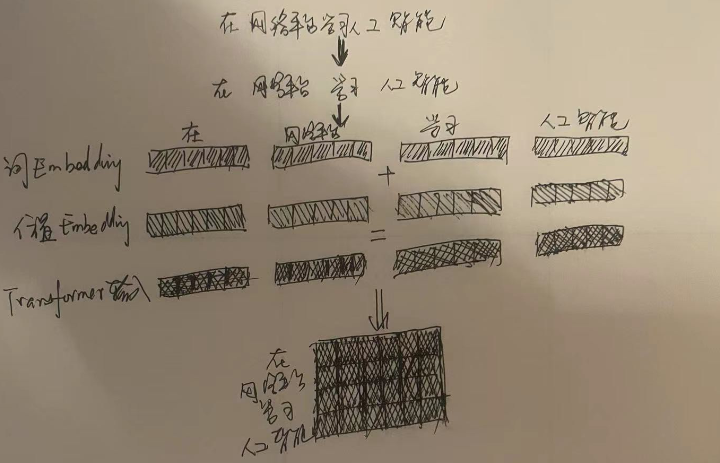 在网络平台学习人工智能
在 网络平台 学习 人工智能
在 网络平台 学习 人工智能
词Embedding
+
位置Embedding
=
Transformer输入
在
网络平台
学习
人工智能